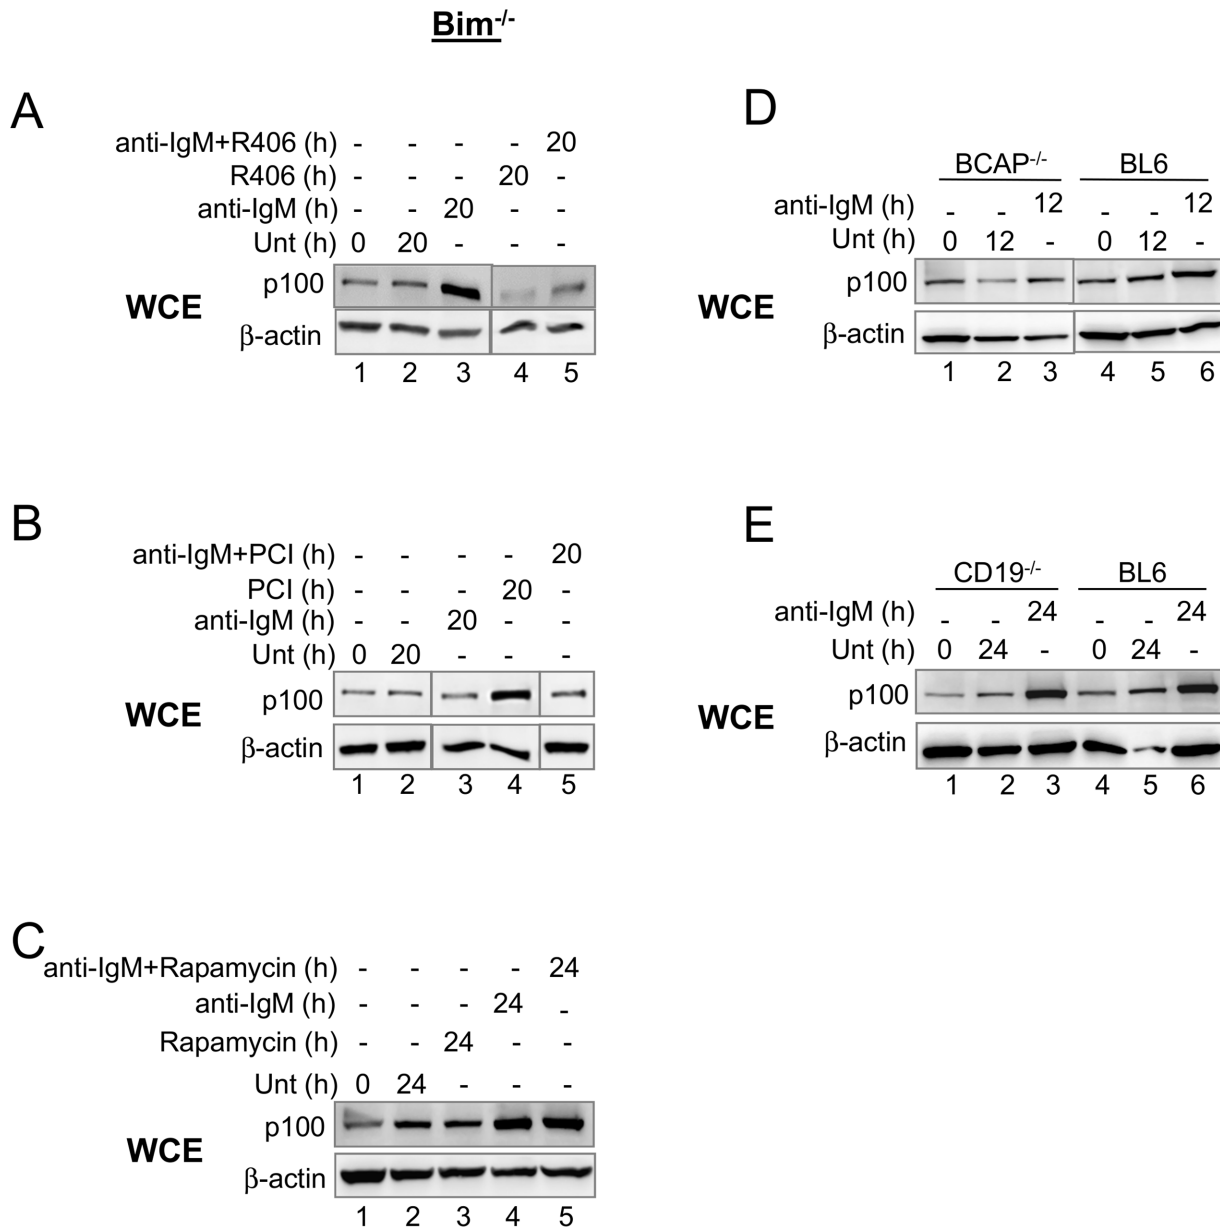 Bim-/-
A
anti-IgM+R406 (h) - - - - 20
R406 (h) - - - 20 -
anti-IgM (h) - - 20 - -
Unt (h) 0 20 - - -
p100
WCE
β-actin
1 2 3 4 5
B
anti-IgM+PCI (h) - - - - 20
PCI (h) - - - 20 -
anti-IgM (h) - - 20 - -
Unt (h) 0 20 - - -
p100
WCE
β-actin
1 2 3 4 5
C
anti-IgM+Rapamycin (h) - - - - 24
anti-IgM (h) - - - 24 -
Rapamycin (h) - - 24 - -
Unt (h) 0 24 - - -
p100
WCE
β-actin
1 2 3 4 5
D
BCAP-/- BL6
anti-IgM (h) - - 12 - - 12
Unt (h) 0 12 - 0 12 -
p100
WCE
β-actin
1 2 3 4 5 6
E
CD19-/- BL6
anti-IgM (h) - - 24 - - 24
Unt (h) 0 24 - 0 24 -
p100
WCE
β-actin
1 2 3 4 5 6